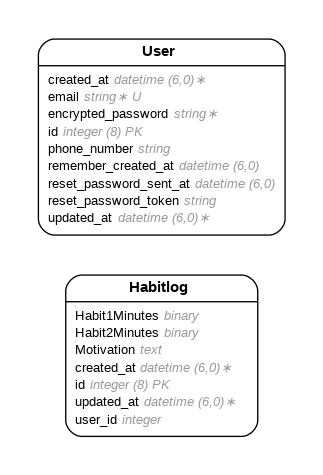 User
created_at datetime (6,0)∗
email string∗ U
encrypted_password string∗
id integer (8) PK
phone_number string
remember_created_at datetime (6,0)
reset_password_sent_at datetime (6,0)
reset_password_token string
updated_at datetime (6,0)∗
Habitlog
Habit1Minutes binary
Habit2Minutes binary
Motivation text
created_at datetime (6,0)∗
id integer (8) PK
updated_at datetime (6,0)∗
user_id integer